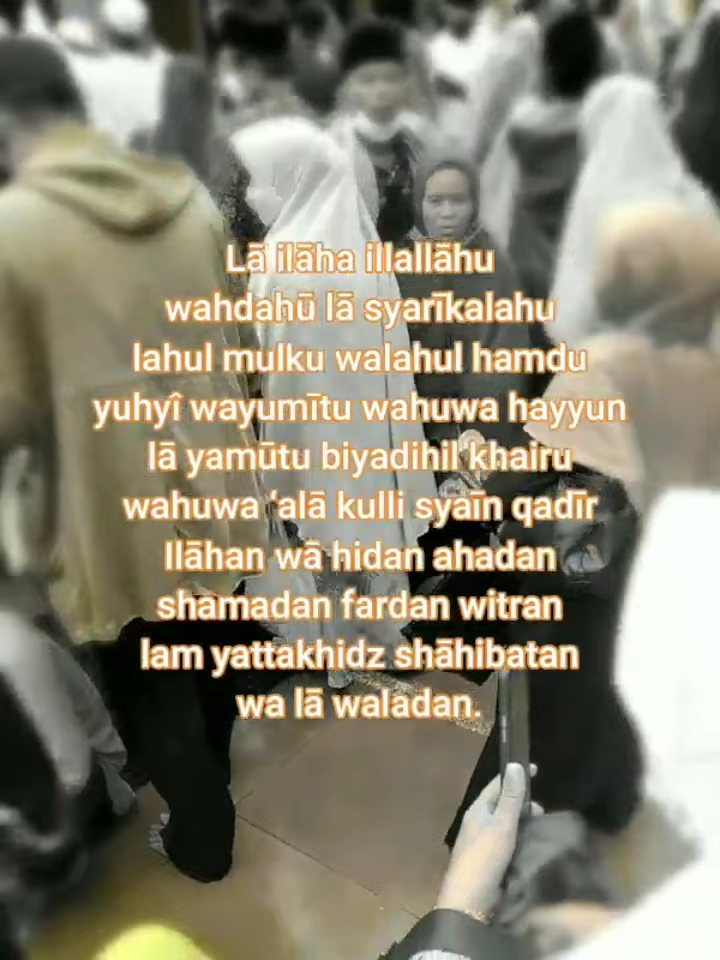 Lā ilāha illallāhu
wahdahū lā syarīkalahu
lahul mulku walahul hamdu
yuhyî wayumītu wahuwa hayyun
lā yamūtu biyadihil khairu
wahuwa ‘alā kulli syaīn qadīr
Ilāhan wā hidan ahadan
shamadan fardan witran
lam yattakhidz shāhibatan
wa lā waladan.